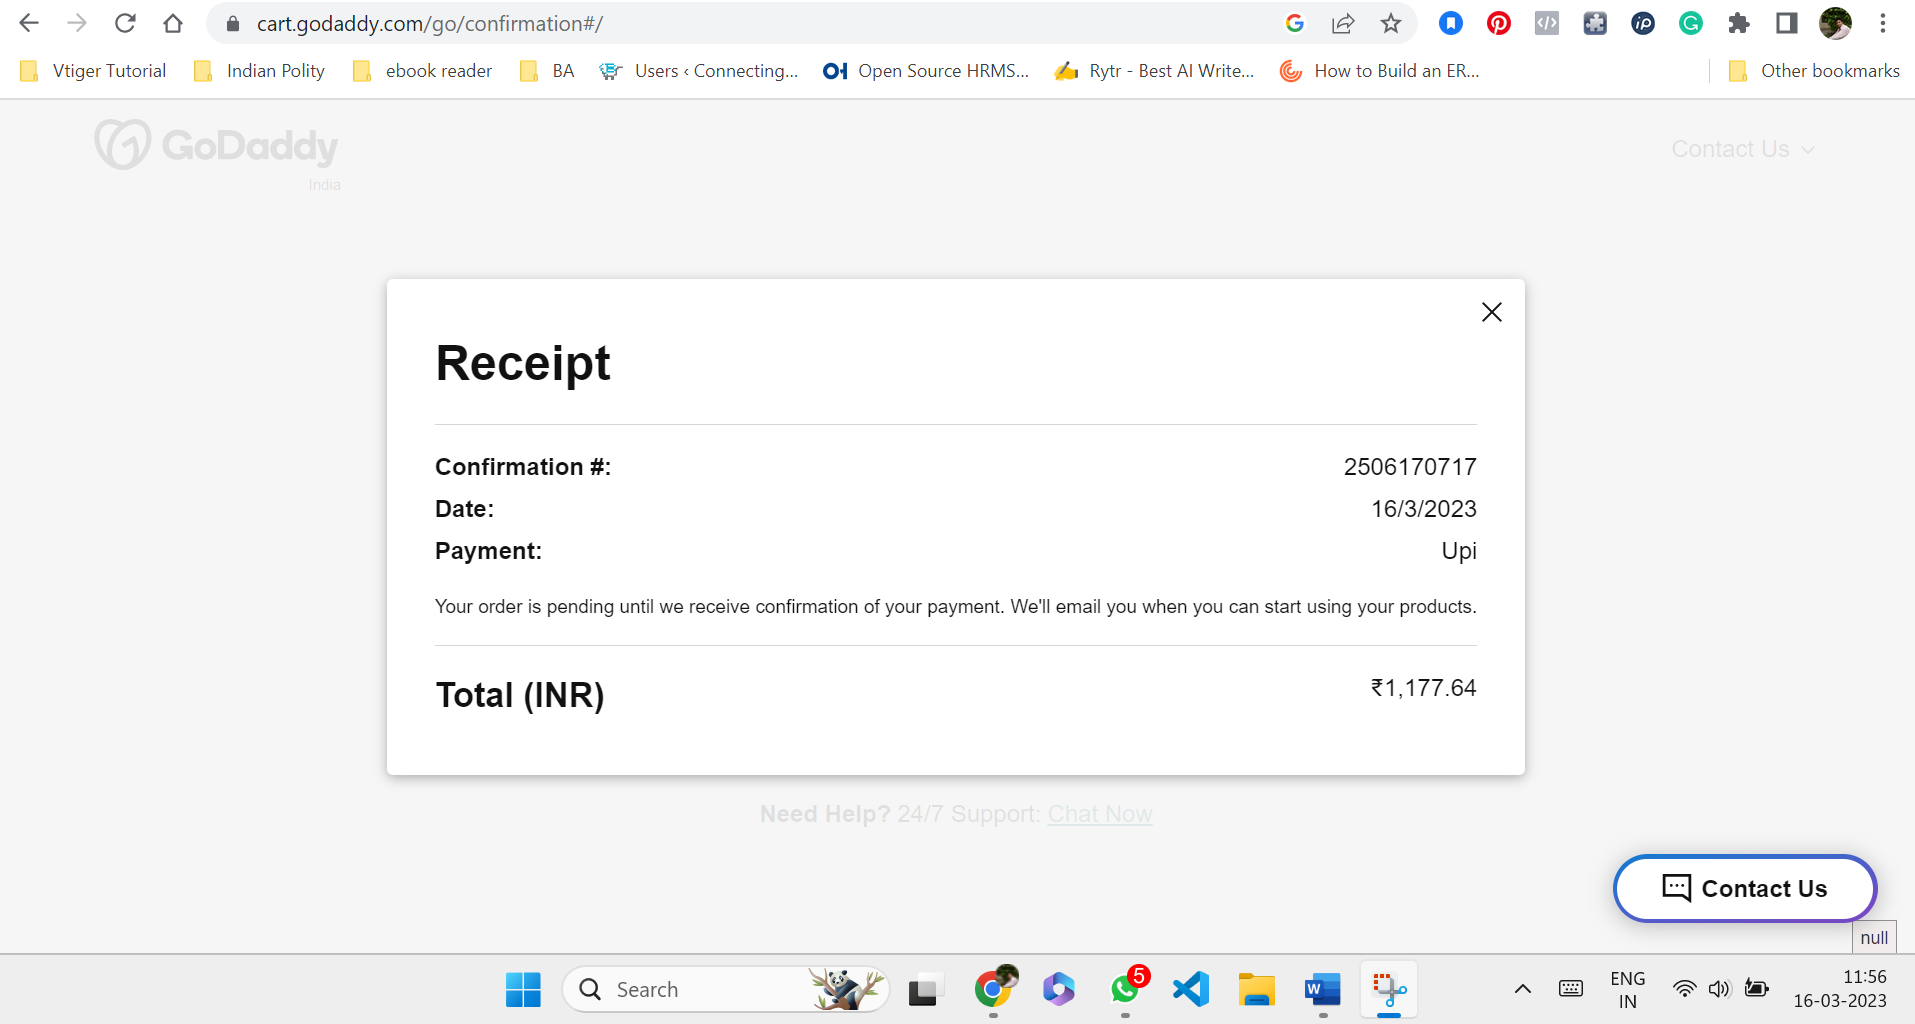 cart.godaddy.com/go/confirmation#/
Vtiger Tutorial Indian Polity ebook reader BA Users ‹ Connecting... Open Source HRMS... Rytr - Best AI Write... How to Build an ER... Other bookmarks
GoDaddy
India
Contact Us
Receipt
Confirmation #: 2506170717
Date: 16/3/2023
Payment: Upi
Your order is pending until we receive confirmation of your payment. We'll email you when you can start using your products.
Total (INR) ₹1,177.64
Need Help? 24/7 Support: Chat Now
Contact Us
null
Search 5 ENG 11:56
IN 16-03-2023